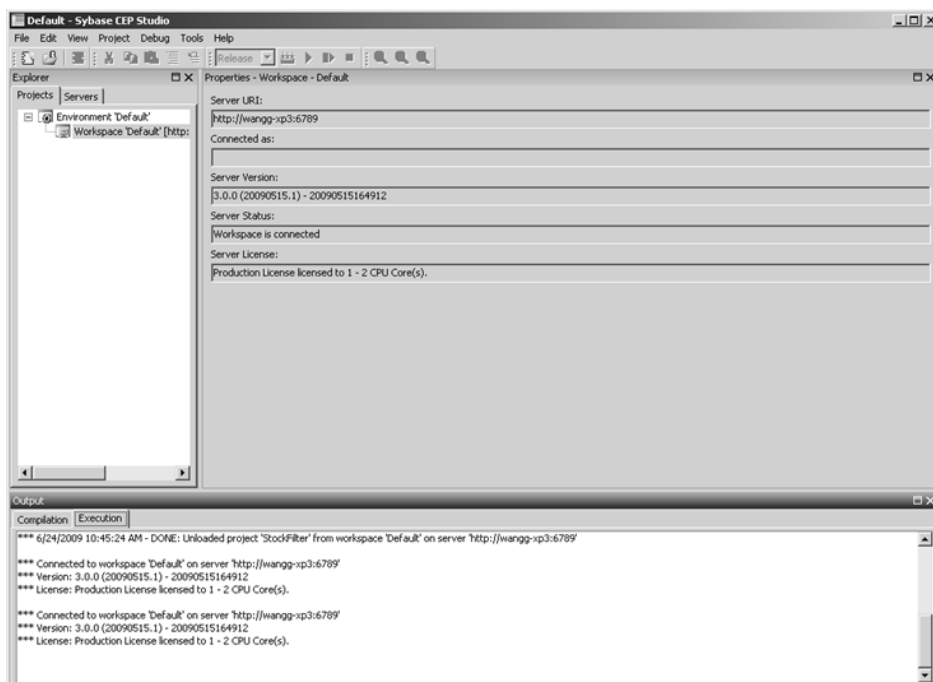 Default - Sybase CEP Studio
File Edit View Project Debug Tools Help
Release
Explorer
Projects Servers
Environment 'Default'
Workspace 'Default' [http:
Properties - Workspace - Default
Server URI:
http://wangg-xp3:6789
Connected as:
Server Version:
3.0.0 (20090515.1) - 20090515164912
Server Status:
Workspace is connected
Server License:
Production License licensed to 1 - 2 CPU Core(s).
Output
Compilation Execution
*** 6/24/2009 10:45:24 AM - DONE: Unloaded project 'StockFilter' from workspace 'Default' on server 'http://wangg-xp3:6789'
*** Connected to workspace 'Default' on server 'http://wangg-xp3:6789'
*** Version: 3.0.0 (20090515.1) - 20090515164912
*** License: Production License licensed to 1 - 2 CPU Core(s).
*** Connected to workspace 'Default' on server 'http://wangg-xp3:6789'
*** Version: 3.0.0 (20090515.1) - 20090515164912
*** License: Production License licensed to 1 - 2 CPU Core(s).